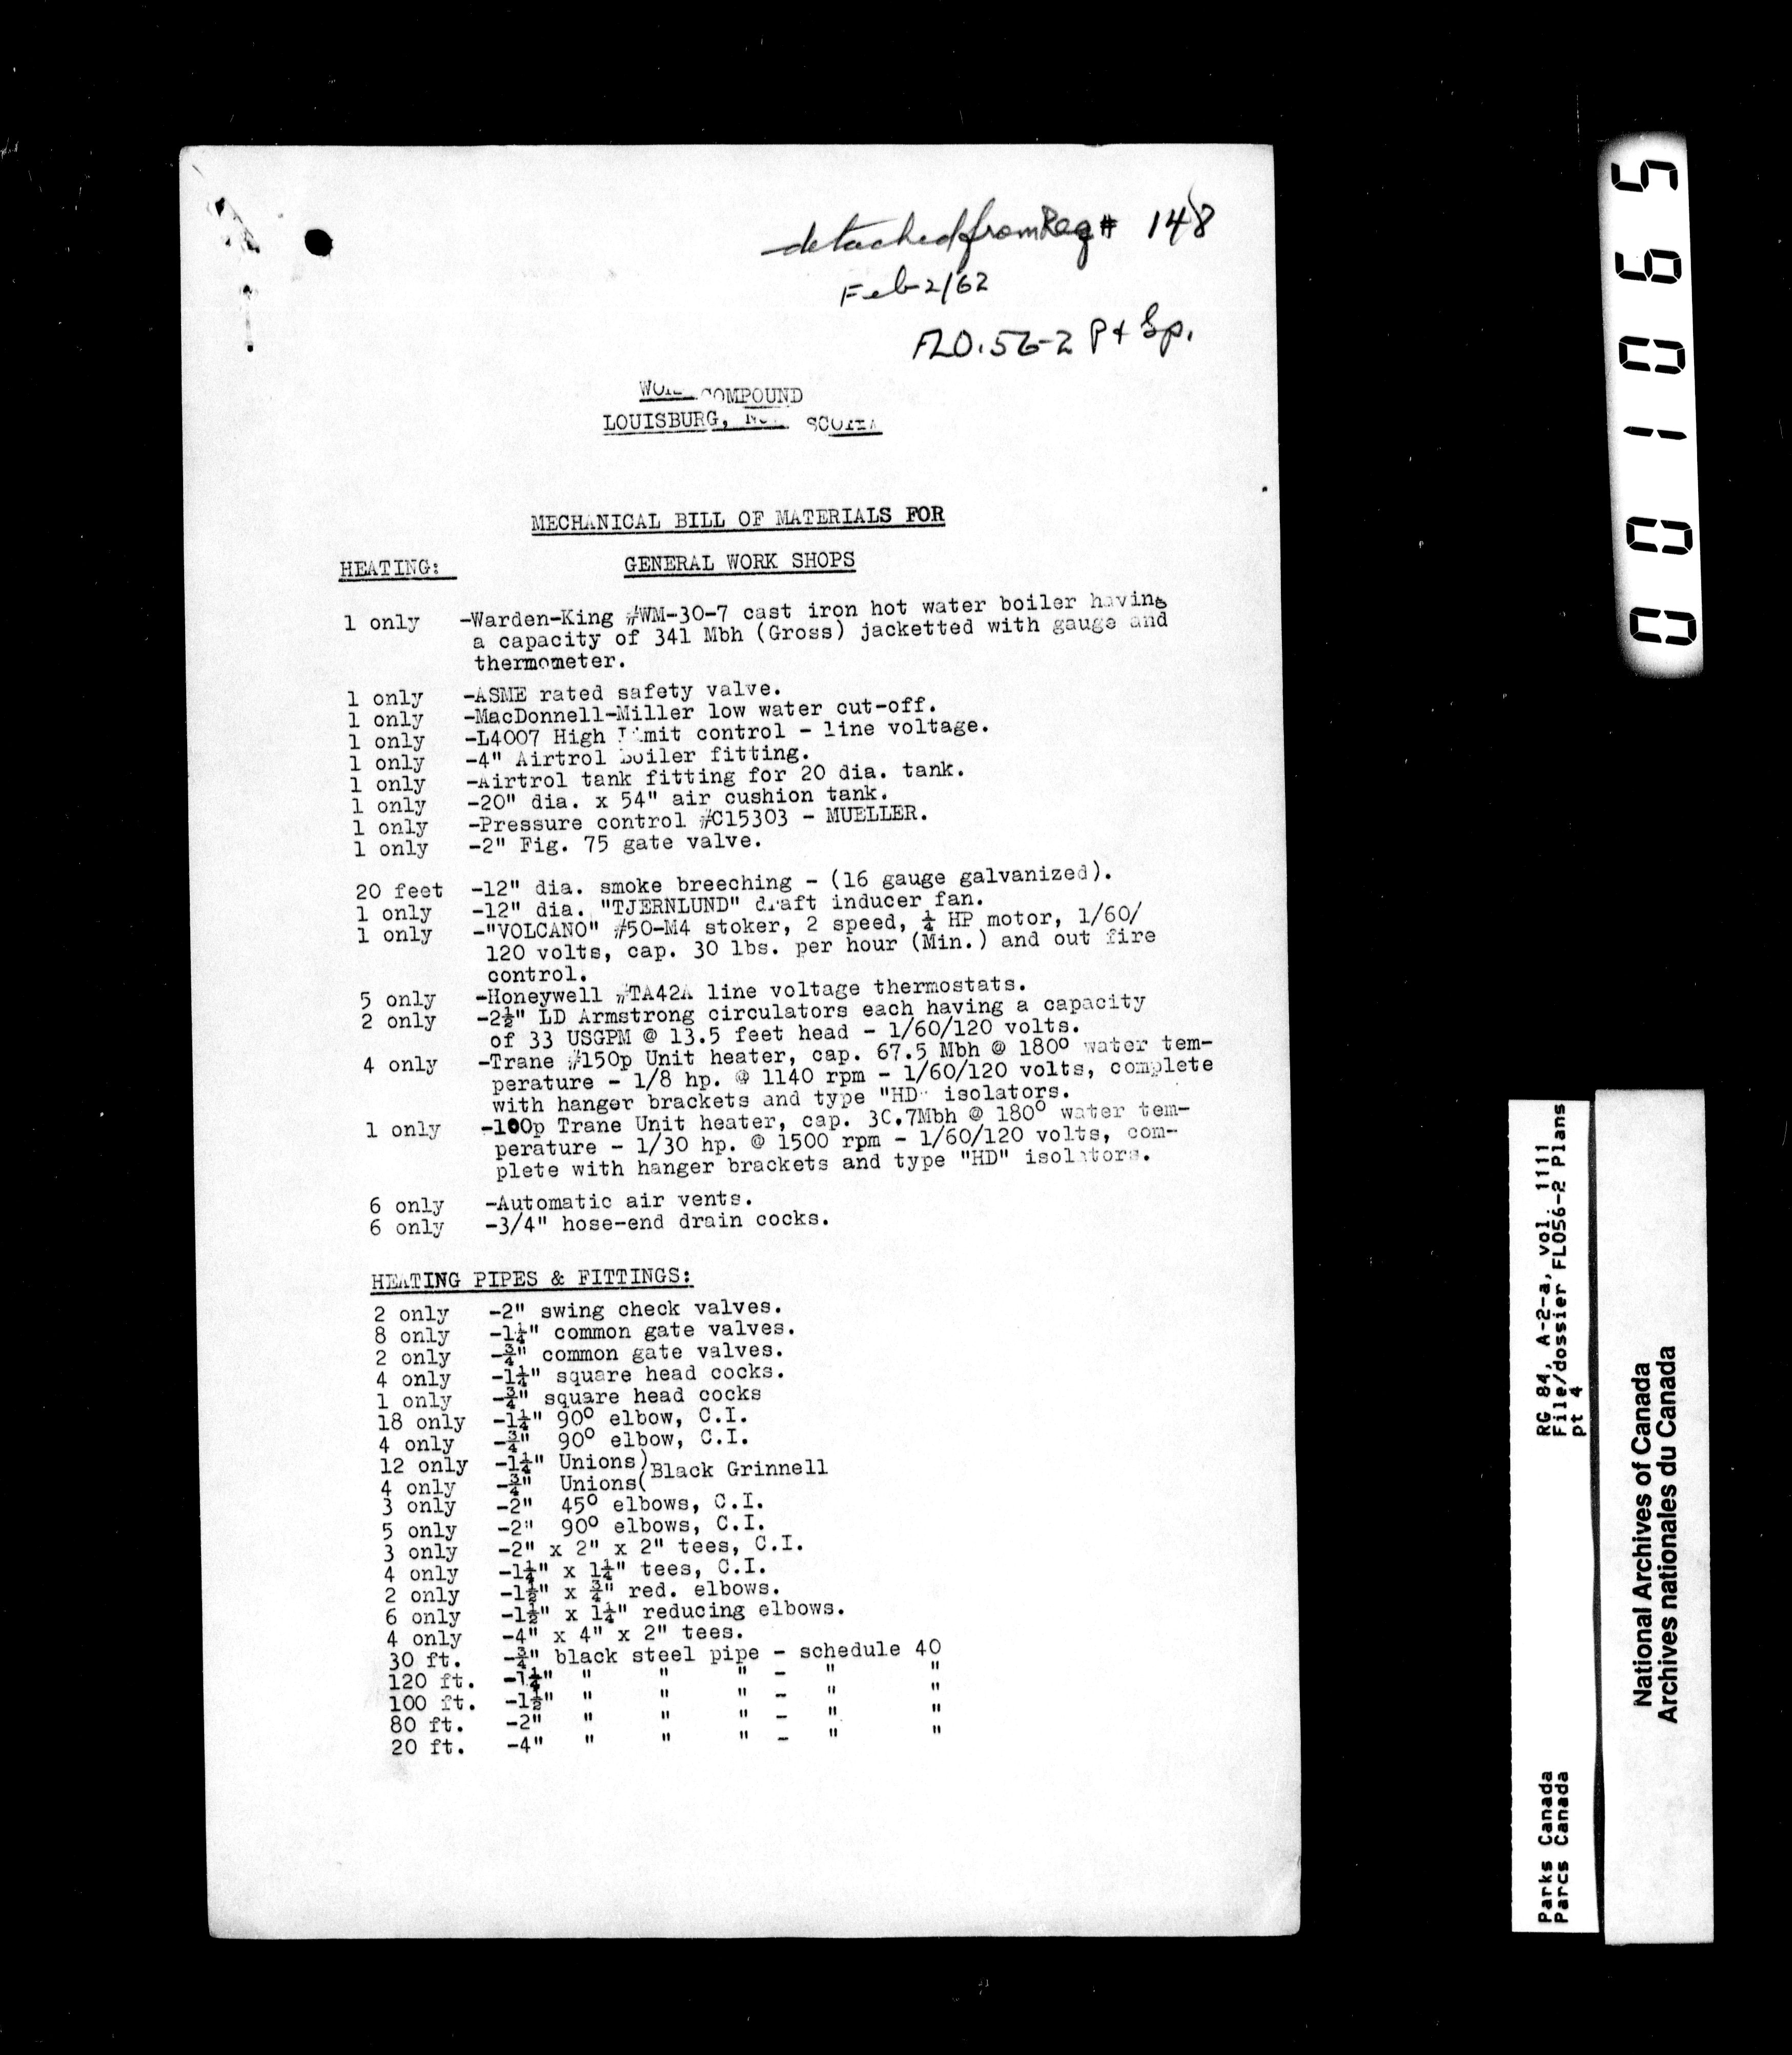 detached from Req # 148
Feb 2/62
FLO.56-2 P + Sp.
COMPOUND
LOUISBURG, SCOTIA
MECHANICAL BILL OF MATERIALS FOR
HEATING: GENERAL WORK SHOPS
1 only -Warden-King #WM-30-7 cast iron hot water boiler having
a capacity of 341 Mbh (Gross) jacketted with gauge and
thermometer.
1 only -ASME rated safety valve.
1 only -MacDonnell-Miller low water cut-off.
1 only -L4007 High Limit control - line voltage.
1 only -4" Airtrol boiler fitting.
1 only -Airtrol tank fitting for 20 dia. tank.
1 only -20" dia. x 54" air cushion tank.
1 only -Pressure control #C15303 - MUELLER.
1 only -2" Fig. 75 gate valve.
20 feet -12" dia. smoke breeching - (16 gauge galvanized).
1 only -12" dia. "TJERNLUND" draft inducer fan.
1 only -"VOLCANO" #50-M4 stoker, 2 speed, ¼ HP motor, 1/60/
120 volts, cap. 30 lbs. per hour (Min.) and out fire
control.
5 only -Honeywell #TA42A line voltage thermostats.
2 only -2½" LD Armstrong circulators each having a capacity
of 33 USGPM @ 13.5 feet head - 1/60/120 volts.
4 only -Trane #150p Unit heater, cap. 67.5 Mbh @ 180° water tem-
perature - 1/8 hp. @ 1140 rpm - 1/60/120 volts, complete
with hanger brackets and type "HD" isolators.
1 only -100p Trane Unit heater, cap. 30.7Mbh @ 180° water tem-
perature - 1/30 hp. @ 1500 rpm - 1/60/120 volts, com-
plete with hanger brackets and type "HD" isolators.
6 only -Automatic air vents.
6 only -3/4" hose-end drain cocks.
HEATING PIPES & FITTINGS:
2 only -2" swing check valves.
8 only -1¼" common gate valves.
2 only -¾" common gate valves.
4 only -1¼" square head cocks.
1 only -¾" square head cocks
18 only -1¼" 90° elbow, C.I.
4 only -¾" 90° elbow, C.I.
12 only -1¼" Unions)
Black Grinnell
4 only -¾" Unions(
3 only -2" 45° elbows, C.I.
5 only -2" 90° elbows, C.I.
3 only -2" x 2" x 2" tees, C.I.
4 only -1¼" x 1¼" tees, C.I.
2 only -1½" x ¾" red. elbows.
6 only -1½" x 1¼" reducing elbows.
4 only -4" x 4" x 2" tees.
30 ft. -¾" black steel pipe - schedule 40
120 ft. -1¼" " " " - " "
100 ft. -1½" " " " - " "
80 ft. -2" " " " - " "
20 ft. -4" " " " - " "
001065
RG 84, A-2-a, vol. 1111
File/dossier FLO56-2 Plans
pt 4
Parks Canada
Parcs Canada
National Archives of Canada
Archives nationales du Canada